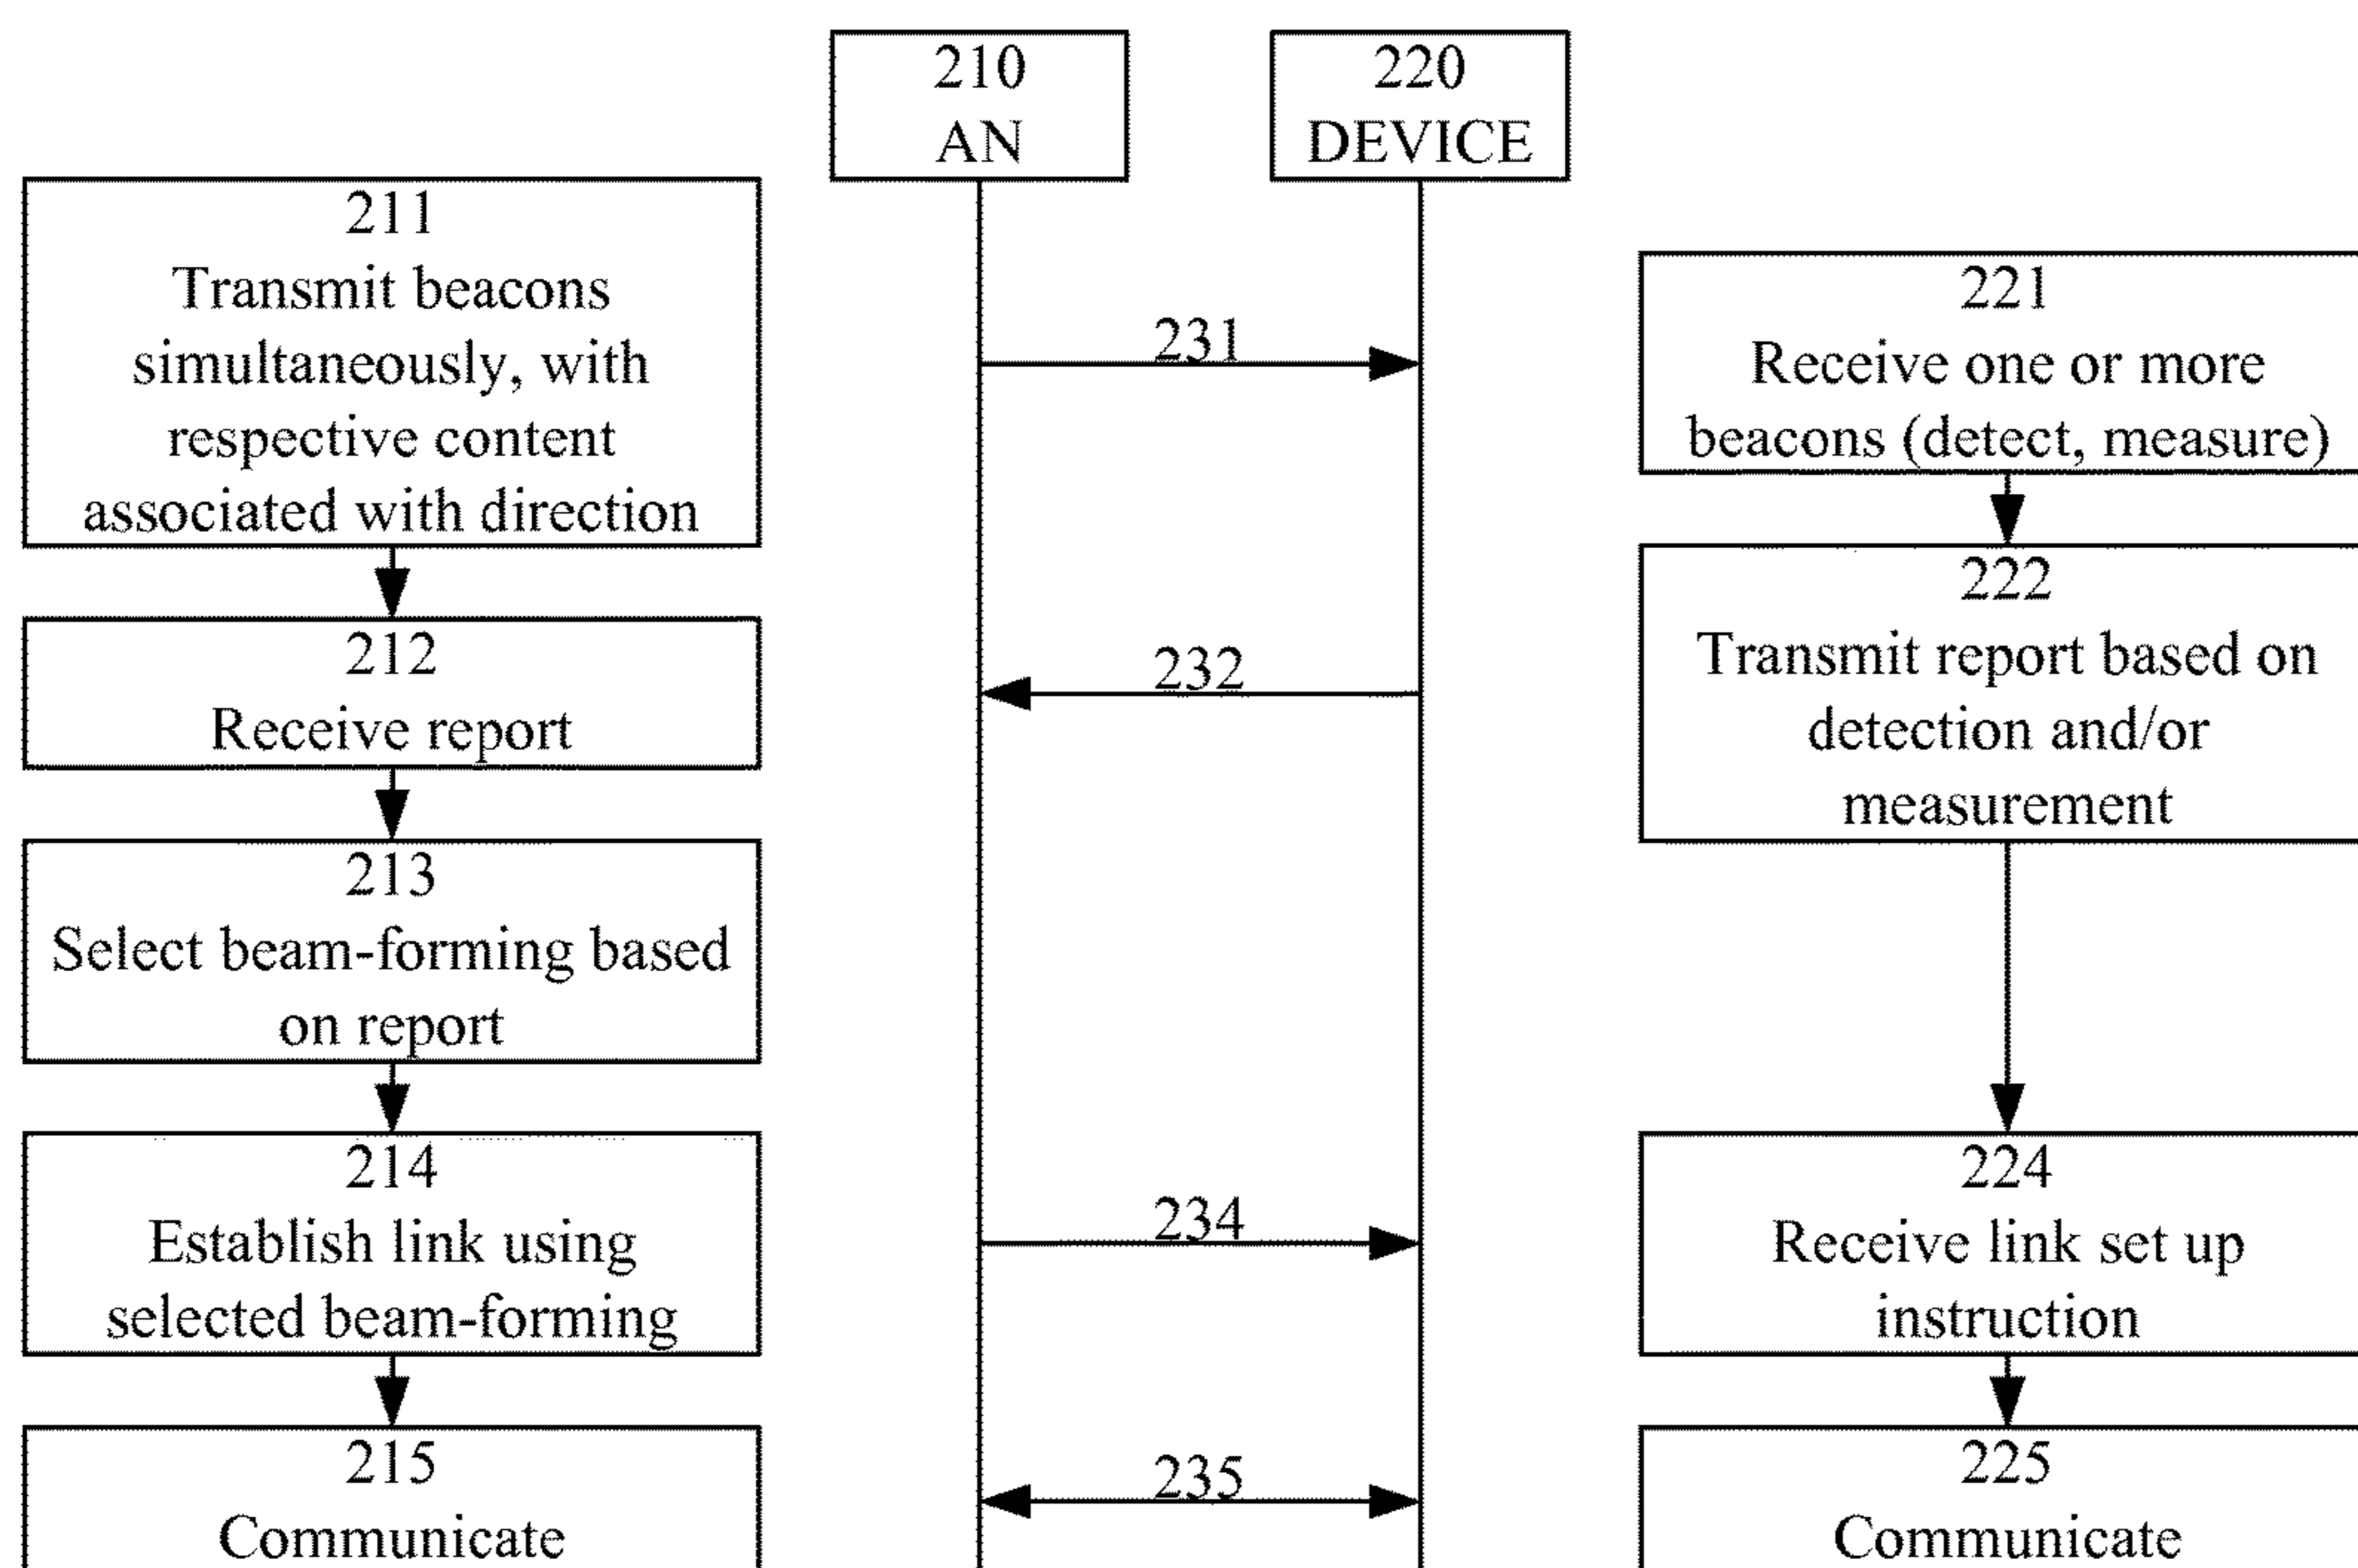 210
AN
220
DEVICE
211
Transmit beacons
simultaneously, with
respective content
associated with direction
212
Receive report
213
Select beam-forming based
on report
214
Establish link using
selected beam-forming
215
Communicate
231
232
234
235
221
Receive one or more
beacons (detect, measure)
222
Transmit report based on
detection and/or
measurement
224
Receive link set up
instruction
225
Communicate